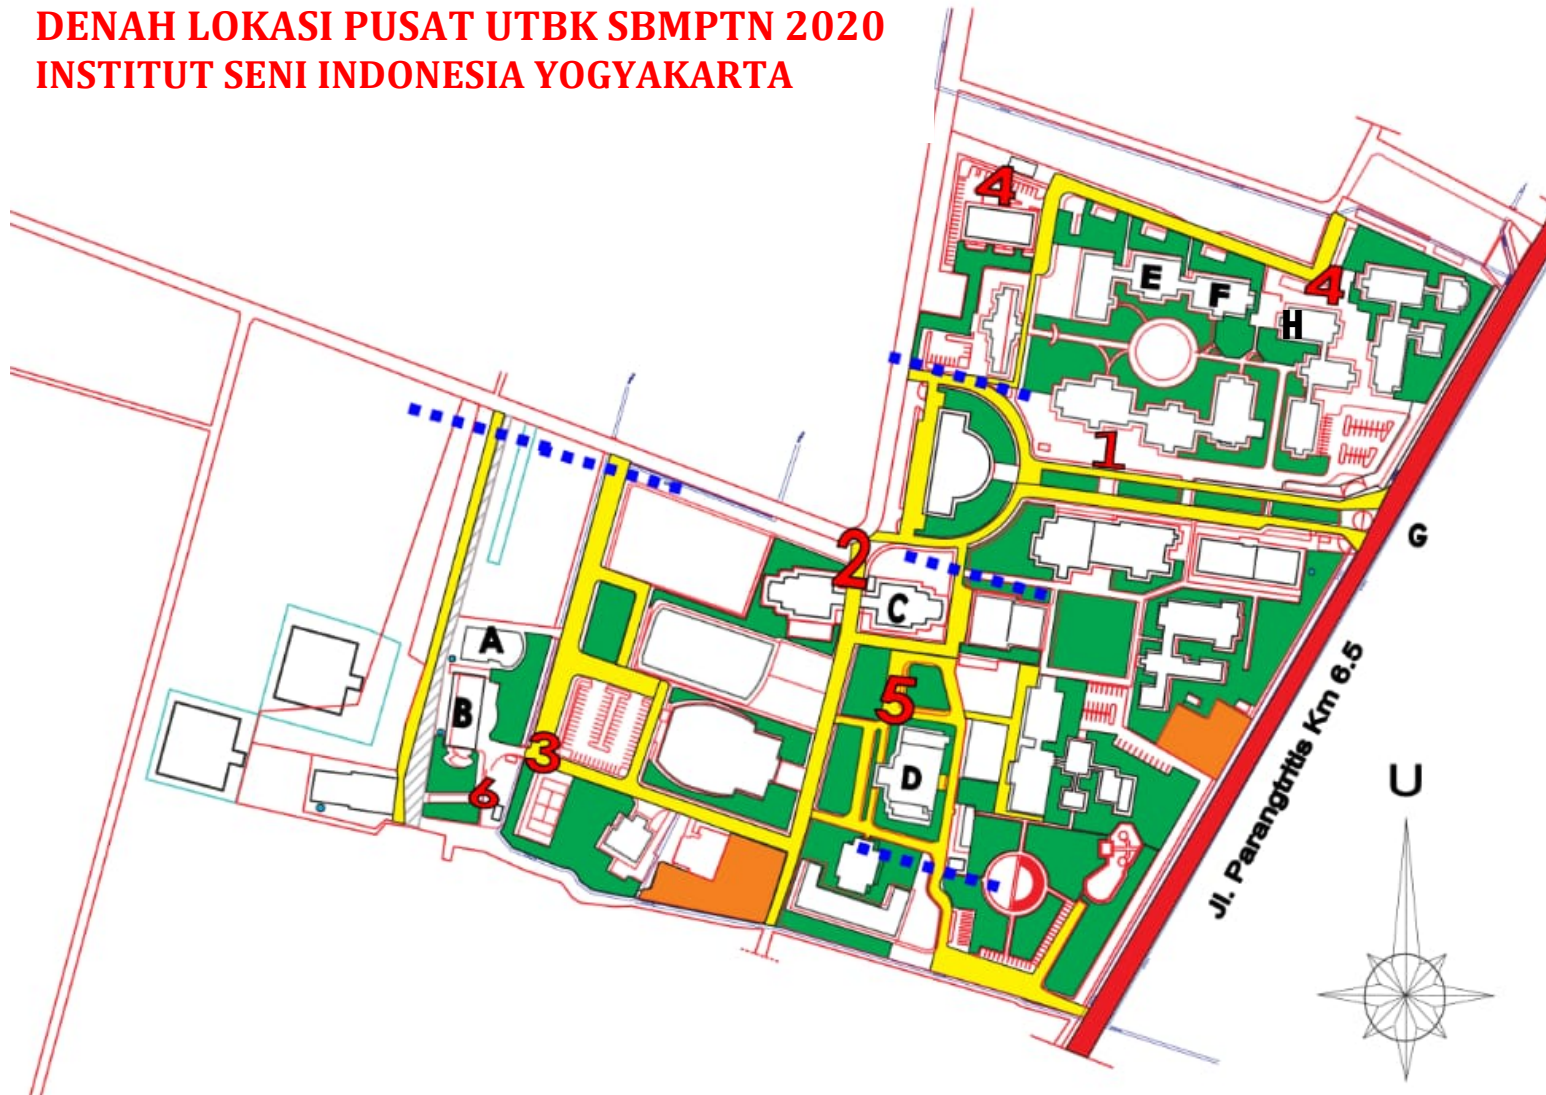 DENAH LOKASI PUSAT UTBK SBMPTN 2020
INSTITUT SENI INDONESIA YOGYAKARTA
4
E
F
4
H
1
G
2
C
A
5
B
3
D
6
Jl. Parangtritis Km 6.5
U